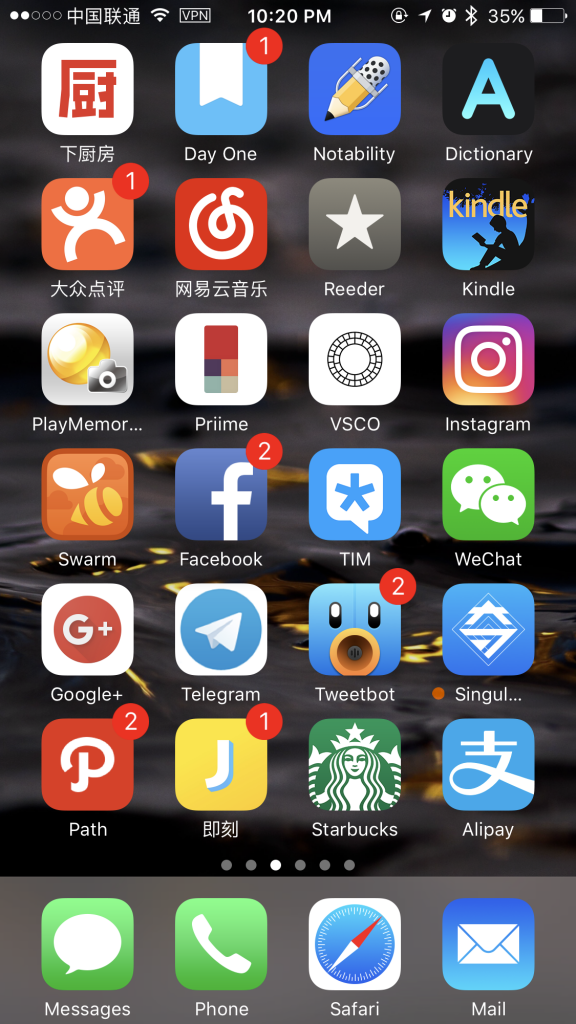 中国联通 VPN 10:20 PM 35%
厨 1
下厨房 Day One Notability Dictionary
1 kindle
大众点评 网易云音乐 Reeder Kindle
PlayMemor... Priime VSCO Instagram
2
Swarm Facebook TIM WeChat
G+ 2
Google+ Telegram Tweetbot Singul...
2 1 支
Path 即刻 Starbucks Alipay
Messages Phone Safari Mail